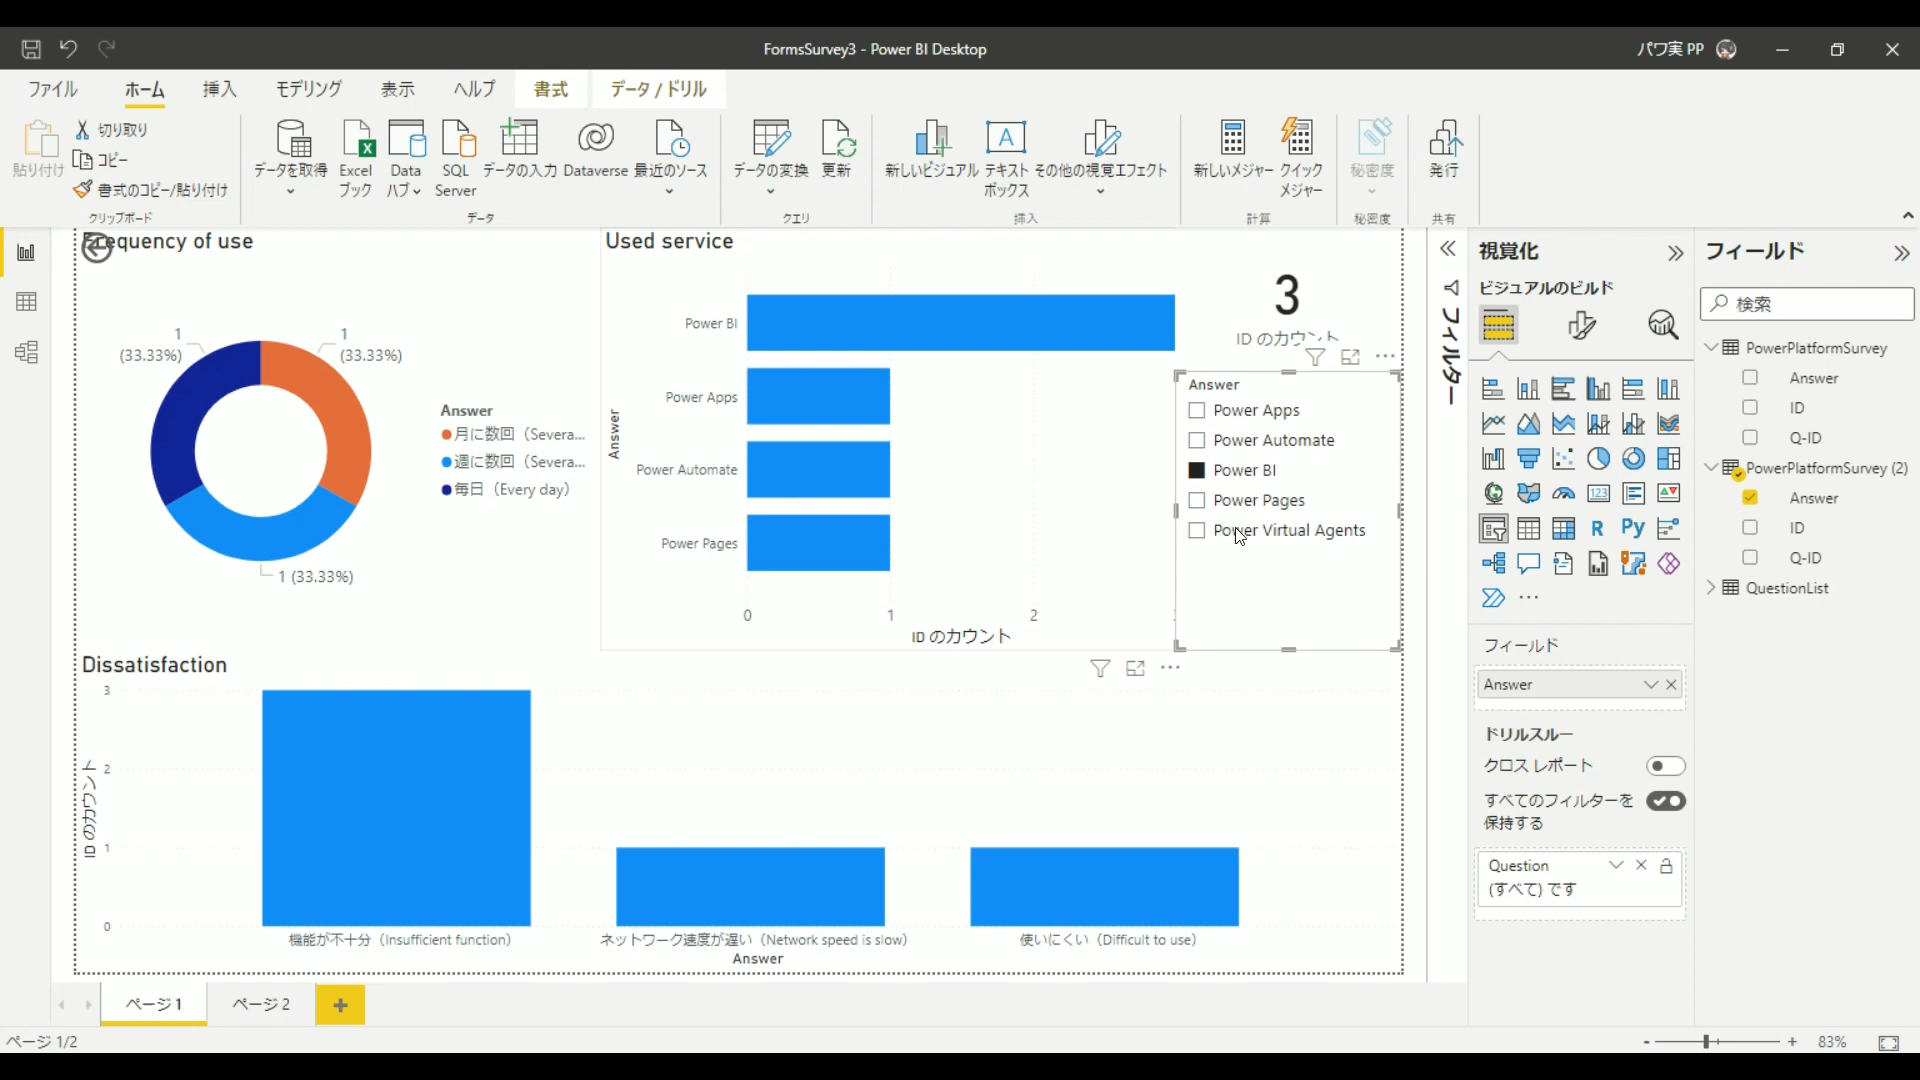 FormsSurvey3 - Power BI Desktop
パワ実 PP
ファイル ホーム 挿入 モデリング 表示 ヘルプ 書式 データ / ドリル
貼り付け
切り取り
コピー
書式のコピー/貼り付け
クリップボード
データを取得
Excel
ブック
Data
ハブ
SQL
Server
データの入力
Dataverse
最近のソース
データ
データの変換
更新
クエリ
新しいビジュアル
テキスト
ボックス
その他の視覚エフェクト
挿入
新しいメジャー
クイック
メジャー
計算
秘密度
秘密度
発行
共有
Frequency of use
1
(33.33%)
1
(33.33%)
1 (33.33%)
Answer
月に数回（Severa...
週に数回（Severa...
毎日（Every day）
Used service
Answer
Power BI
Power Apps
Power Automate
Power Pages
0 1 2
ID のカウント
3
ID のカウント
Answer
Power Apps
Power Automate
Power BI
Power Pages
Power Virtual Agents
Dissatisfaction
ID のカウント
3
2
1
0
機能が不十分（Insufficient function） ネットワーク速度が遅い（Network speed is slow） 使いにくい（Difficult to use）
Answer
フィルター
視覚化
ビジュアルのビルド
123
R
Py
フィールド
Answer
ドリルスルー
クロス レポート
すべてのフィルターを
保持する
Question
(すべて) です
フィールド
検索
PowerPlatformSurvey
Answer
ID
Q-ID
PowerPlatformSurvey (2)
Answer
ID
Q-ID
QuestionList
ページ 1 ページ 2
ページ 1/2
83%